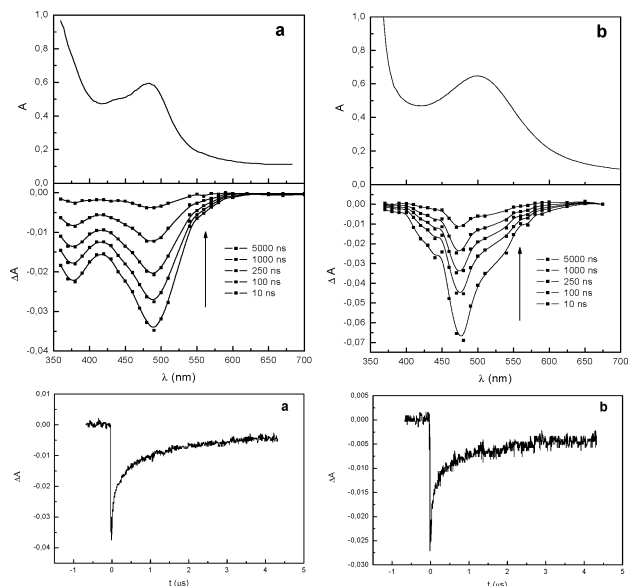 a
1,0
0,8
0,6
0,4
0,2
0,0
A
0,00
-0,01
-0,02
-0,03
-0,04
ΔA
5000 ns
1000 ns
250 ns
100 ns
10 ns
350 400 450 500 550 600 650 700
λ (nm)
b
1,0
0,8
0,6
0,4
0,2
0,0
A
0,00
-0,01
-0,02
-0,03
-0,04
-0,05
-0,06
-0,07
ΔA
5000 ns
1000 ns
250 ns
100 ns
10 ns
350 400 450 500 550 600 650 700
λ (nm)
a
0,01
0,00
-0,01
-0,02
-0,03
-0,04
ΔA
-1 0 1 2 3 4 5
t (μs)
b
0,005
0,000
-0,005
-0,010
-0,015
-0,020
-0,025
-0,030
ΔA
-1 0 1 2 3 4 5
t (μs)